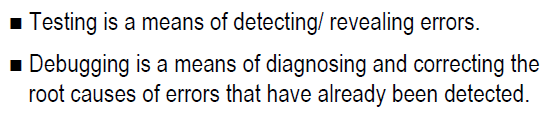 ■ Testing is a means of detecting/ revealing errors.
■ Debugging is a means of diagnosing and correcting the
root causes of errors that have already been detected.